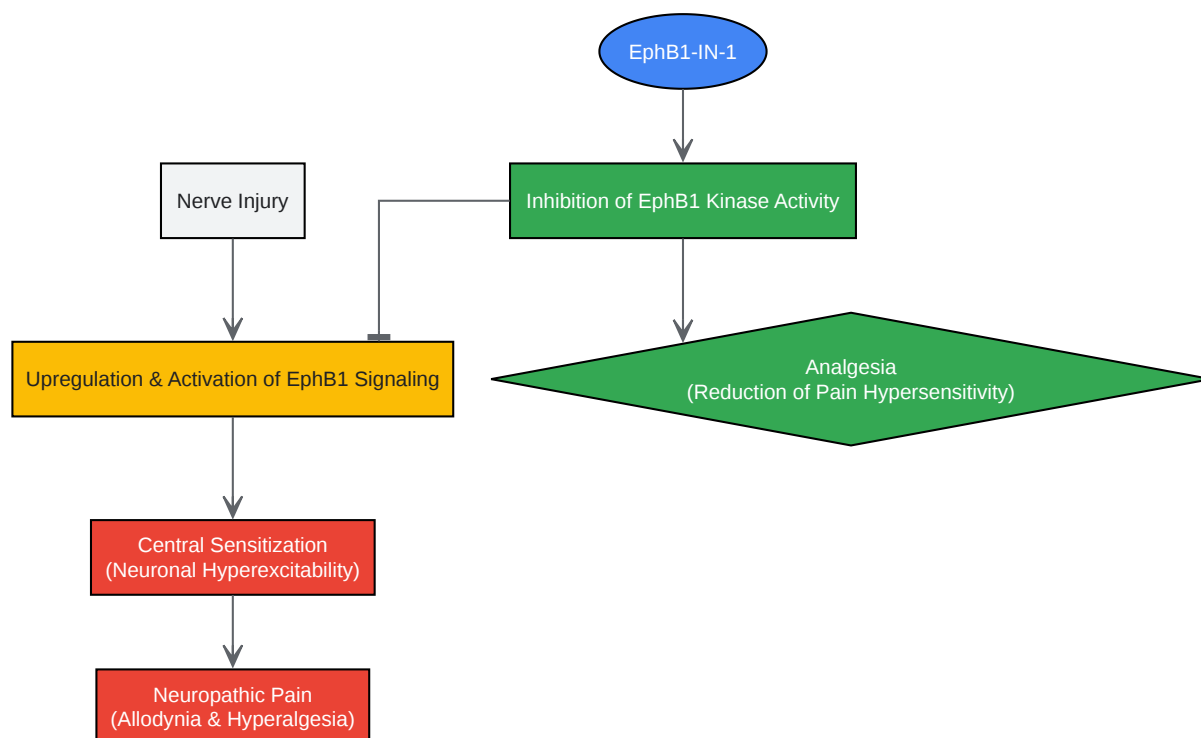 EphB1-IN-1
Nerve Injury
Inhibition of EphB1 Kinase Activity
Upregulation & Activation of EphB1 Signaling
Analgesia
(Reduction of Pain Hypersensitivity)
Central Sensitization
(Neuronal Hyperexcitability)
Neuropathic Pain
(Allodynia & Hyperalgesia)